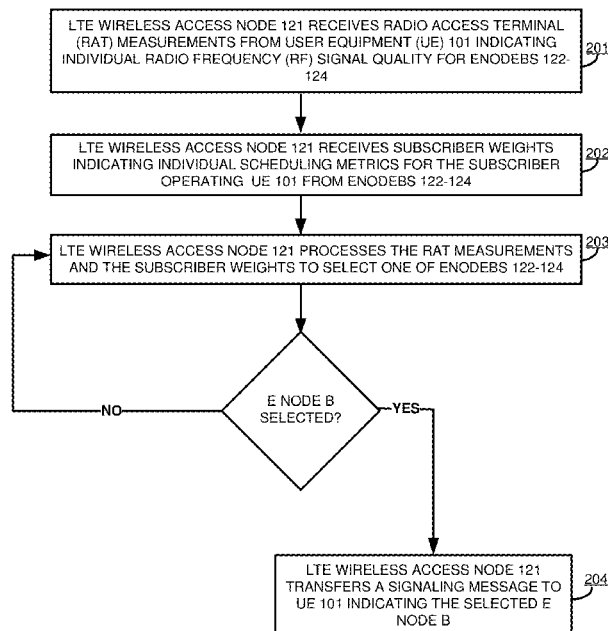 LTE WIRELESS ACCESS NODE 121 RECEIVES RADIO ACCESS TERMINAL
(RAT) MEASUREMENTS FROM USER EQUIPMENT (UE) 101 INDICATING
INDIVIDUAL RADIO FREQUENCY (RF) SIGNAL QUALITY FOR ENODEBS 122-
124
201
LTE WIRELESS ACCESS NODE 121 RECEIVES SUBSCRIBER WEIGHTS
INDICATING INDIVIDUAL SCHEDULING METRICS FOR THE SUBSCRIBER
OPERATING UE 101 FROM ENODEBS 122-124
202
LTE WIRELESS ACCESS NODE 121 PROCESSES THE RAT MEASUREMENTS
AND THE SUBSCRIBER WEIGHTS TO SELECT ONE OF ENODEBS 122-124
203
E NODE B
SELECTED?
NO
YES
LTE WIRELESS ACCESS NODE 121
TRANSFERS A SIGNALING MESSAGE TO
UE 101 INDICATING THE SELECTED E
NODE B
204